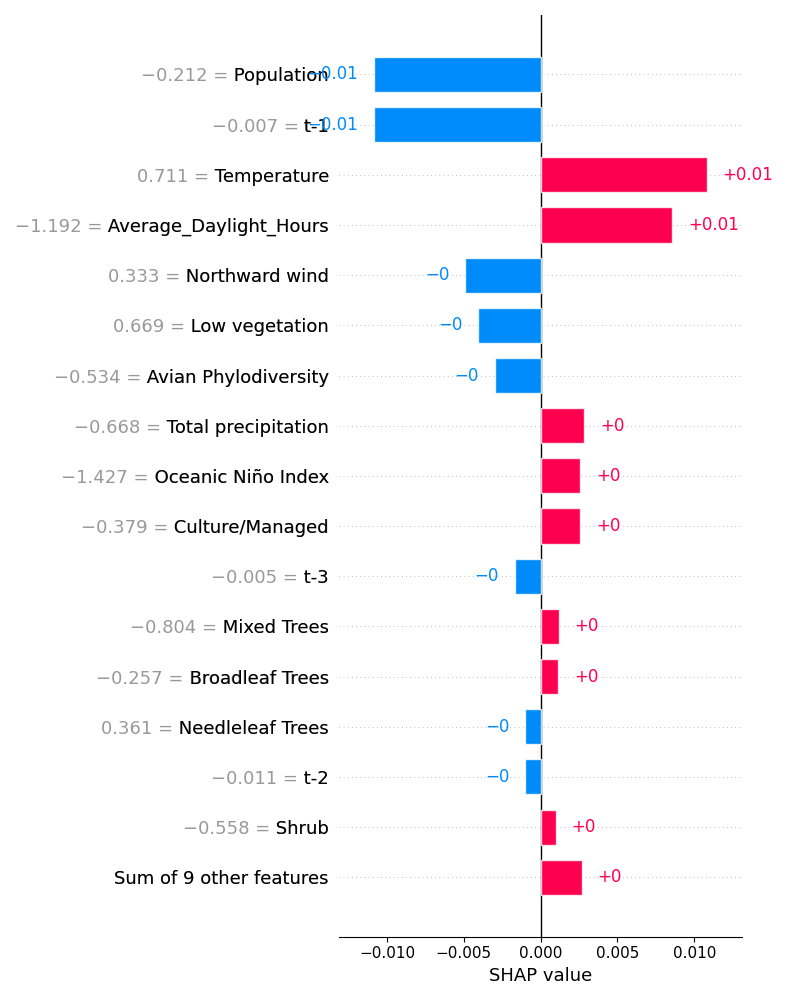 −0.212 = Population −0.01
−0.007 = t-1 −0.01
0.711 = Temperature +0.01
−1.192 = Average_Daylight_Hours +0.01
0.333 = Northward wind −0
0.669 = Low vegetation −0
−0.534 = Avian Phylodiversity −0
−0.668 = Total precipitation +0
−1.427 = Oceanic Niño Index +0
−0.379 = Culture/Managed +0
−0.005 = t-3 −0
−0.804 = Mixed Trees +0
−0.257 = Broadleaf Trees +0
0.361 = Needleleaf Trees −0
−0.011 = t-2 −0
−0.558 = Shrub +0
Sum of 9 other features +0
−0.010 −0.005 0.000 0.005 0.010
SHAP value